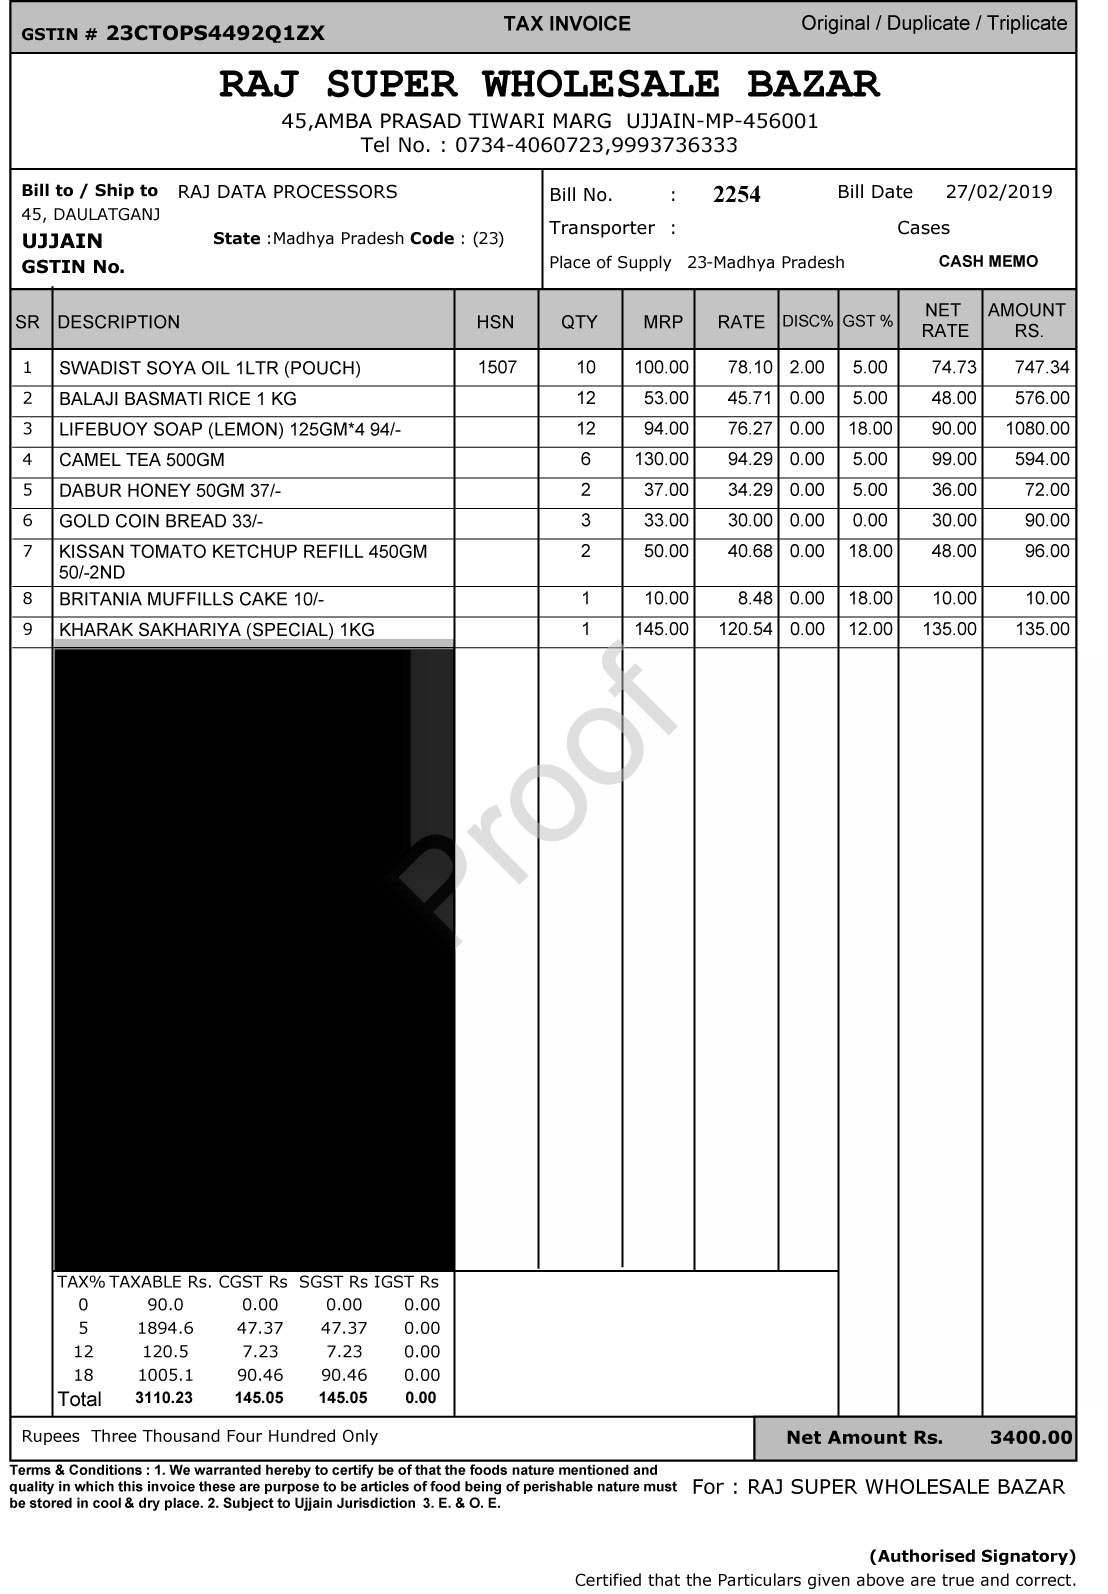 GSTIN # 23CTOPS4492Q1ZX TAX INVOICE Original / Duplicate / Triplicate
RAJ SUPER WHOLESALE BAZAR
45,AMBA PRASAD TIWARI MARG UJJAIN-MP-456001
Tel No. : 0734-4060723,9993736333
Bill to / Ship to RAJ DATA PROCESSORS
45, DAULATGANJ
UJJAIN State :Madhya Pradesh Code : (23)
GSTIN No.
Bill No. : 2254 Bill Date 27/02/2019
Transporter : Cases
Place of Supply 23-Madhya Pradesh CASH MEMO
SR DESCRIPTION HSN QTY MRP RATE DISC% GST % NET RATE AMOUNT RS.
1 SWADIST SOYA OIL 1LTR (POUCH) 1507 10 100.00 78.10 2.00 5.00 74.73 747.34
2 BALAJI BASMATI RICE 1 KG 12 53.00 45.71 0.00 5.00 48.00 576.00
3 LIFEBUOY SOAP (LEMON) 125GM*4 94/- 12 94.00 76.27 0.00 18.00 90.00 1080.00
4 CAMEL TEA 500GM 6 130.00 94.29 0.00 5.00 99.00 594.00
5 DABUR HONEY 50GM 37/- 2 37.00 34.29 0.00 5.00 36.00 72.00
6 GOLD COIN BREAD 33/- 3 33.00 30.00 0.00 0.00 30.00 90.00
7 KISSAN TOMATO KETCHUP REFILL 450GM 2 50.00 40.68 0.00 18.00 48.00 96.00
50/-2ND
8 BRITANIA MUFFILLS CAKE 10/- 1 10.00 8.48 0.00 18.00 10.00 10.00
9 KHARAK SAKHARIYA (SPECIAL) 1KG 1 145.00 120.54 0.00 12.00 135.00 135.00
Proof
TAX% TAXABLE Rs. CGST Rs SGST Rs IGST Rs
0 90.0 0.00 0.00 0.00
5 1894.6 47.37 47.37 0.00
12 120.5 7.23 7.23 0.00
18 1005.1 90.46 90.46 0.00
Total 3110.23 145.05 145.05 0.00
Rupees Three Thousand Four Hundred Only Net Amount Rs. 3400.00
Terms & Conditions : 1. We warranted hereby to certify be of that the foods nature mentioned and
quality in which this invoice these are purpose to be articles of food being of perishable nature must
be stored in cool & dry place. 2. Subject to Ujjain Jurisdiction 3. E. & O. E.
For : RAJ SUPER WHOLESALE BAZAR
(Authorised Signatory)
Certified that the Particulars given above are true and correct.